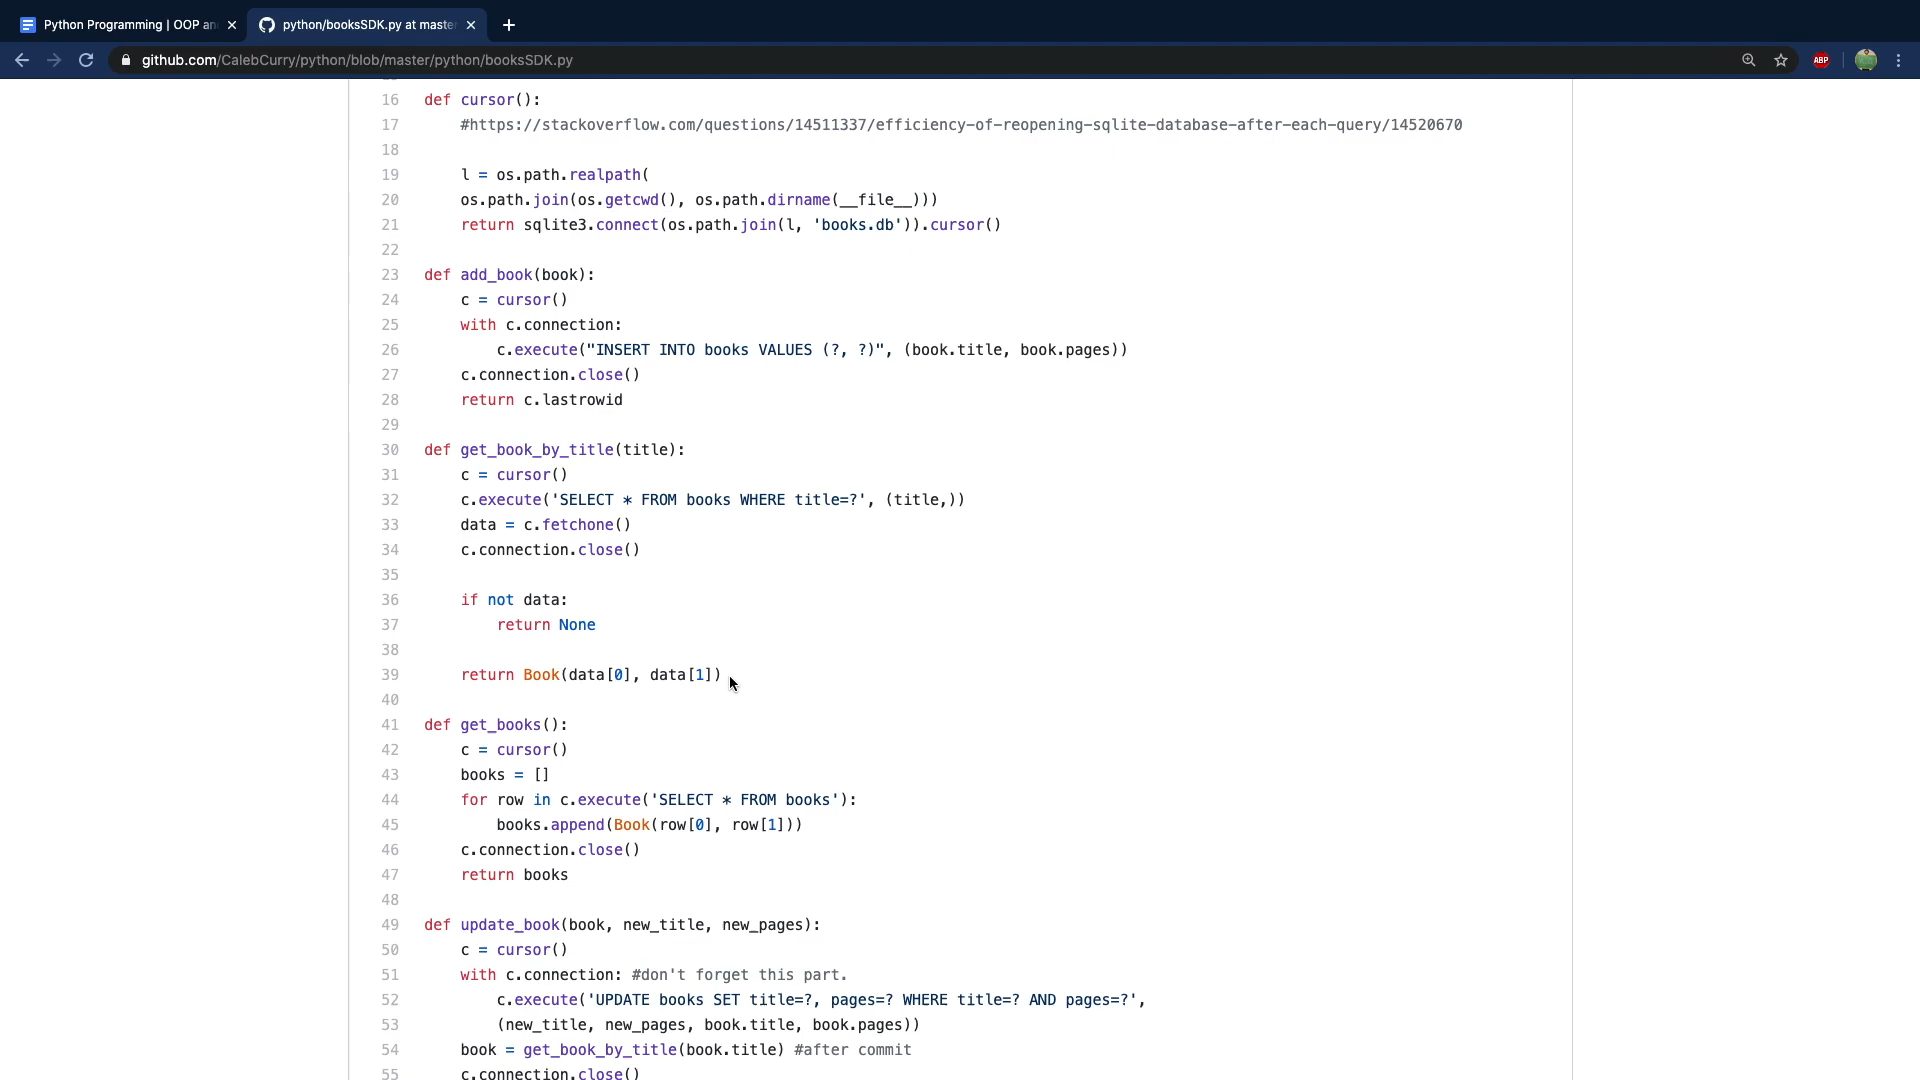 Python Programming | OOP an
python/booksSDK.py at master
github.com/CalebCurry/python/blob/master/python/booksSDK.py
ABP
16 def cursor():
17 #https://stackoverflow.com/questions/14511337/efficiency-of-reopening-sqlite-database-after-each-query/14520670
18
19 l = os.path.realpath(
20 os.path.join(os.getcwd(), os.path.dirname(__file__)))
21 return sqlite3.connect(os.path.join(l, 'books.db')).cursor()
22
23 def add_book(book):
24 c = cursor()
25 with c.connection:
26 c.execute("INSERT INTO books VALUES (?, ?)", (book.title, book.pages))
27 c.connection.close()
28 return c.lastrowid
29
30 def get_book_by_title(title):
31 c = cursor()
32 c.execute('SELECT * FROM books WHERE title=?', (title,))
33 data = c.fetchone()
34 c.connection.close()
35
36 if not data:
37 return None
38
39 return Book(data[0], data[1])
40
41 def get_books():
42 c = cursor()
43 books = []
44 for row in c.execute('SELECT * FROM books'):
45 books.append(Book(row[0], row[1]))
46 c.connection.close()
47 return books
48
49 def update_book(book, new_title, new_pages):
50 c = cursor()
51 with c.connection: #don't forget this part.
52 c.execute('UPDATE books SET title=?, pages=? WHERE title=? AND pages=?',
53 (new_title, new_pages, book.title, book.pages))
54 book = get_book_by_title(book.title) #after commit
55 c.connection.close()